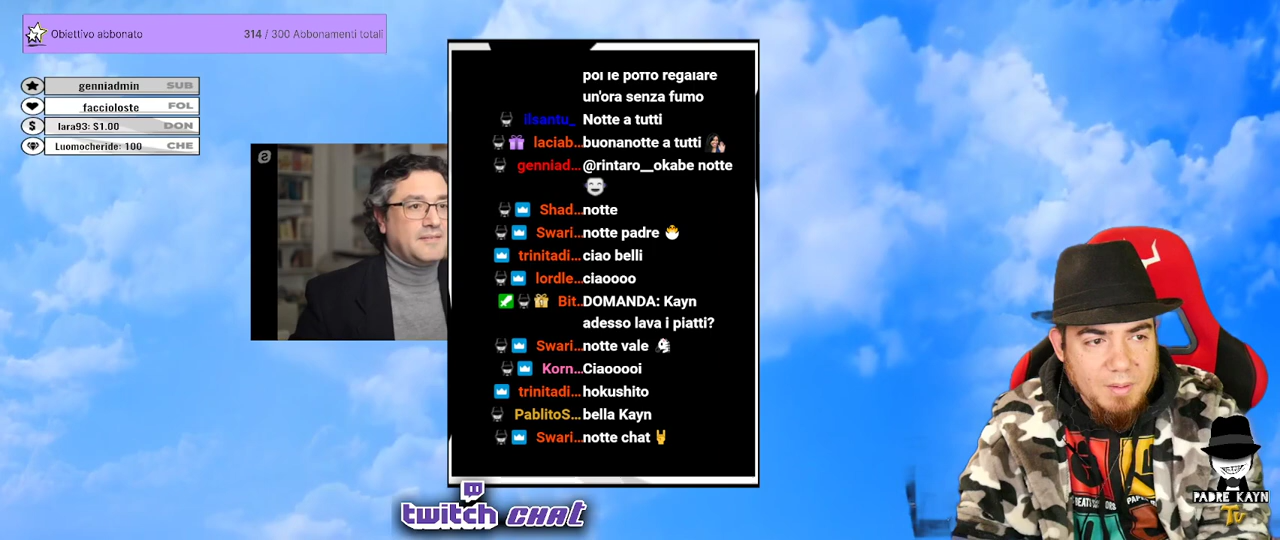 Obiettivo abbonato 314 / 300 Abbonamenti totali
genniadmin SUB
faccioloste FOL
lara93: $1.00 DON
Luomocheride: 100 CHE
poi le porto regalare
un'ora senza fumo
ilsantu_ Notte a tutti
laciab... buonanotte a tutti
genniad... @rintaro__okabe notte
Shad... notte
Swari... notte padre
trinitadi... ciao belli
lordle... ciaoooo
Bit... DOMANDA: Kayn
adesso lava i piatti?
Swari... notte vale
Korn... Ciaooooi
trinitadi... hokushito
PablitoS... bella Kayn
Swari... notte chat
twitch CHAT
PADRE KAYN
TV